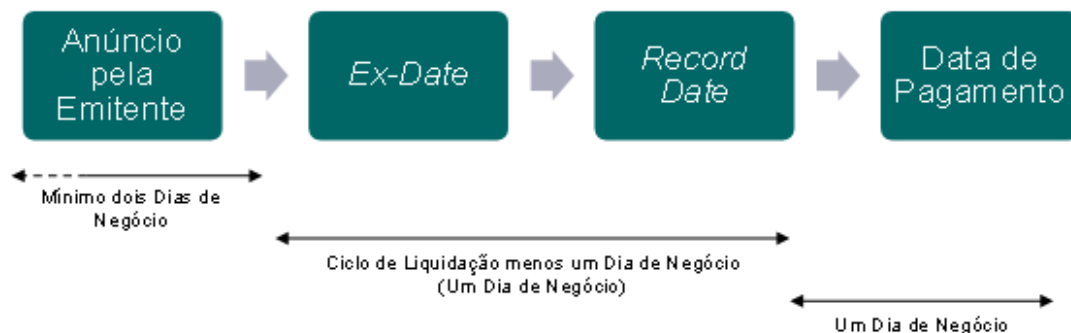 Anúncio
pela
Emitente
Ex-Date
Record
Date
Data de
Pagamento
Mínimo dois Dias de
Negócio
Ciclo de Liquidação menos um Dia de Negócio
(Um Dia de Negócio)
Um Dia de Negócio